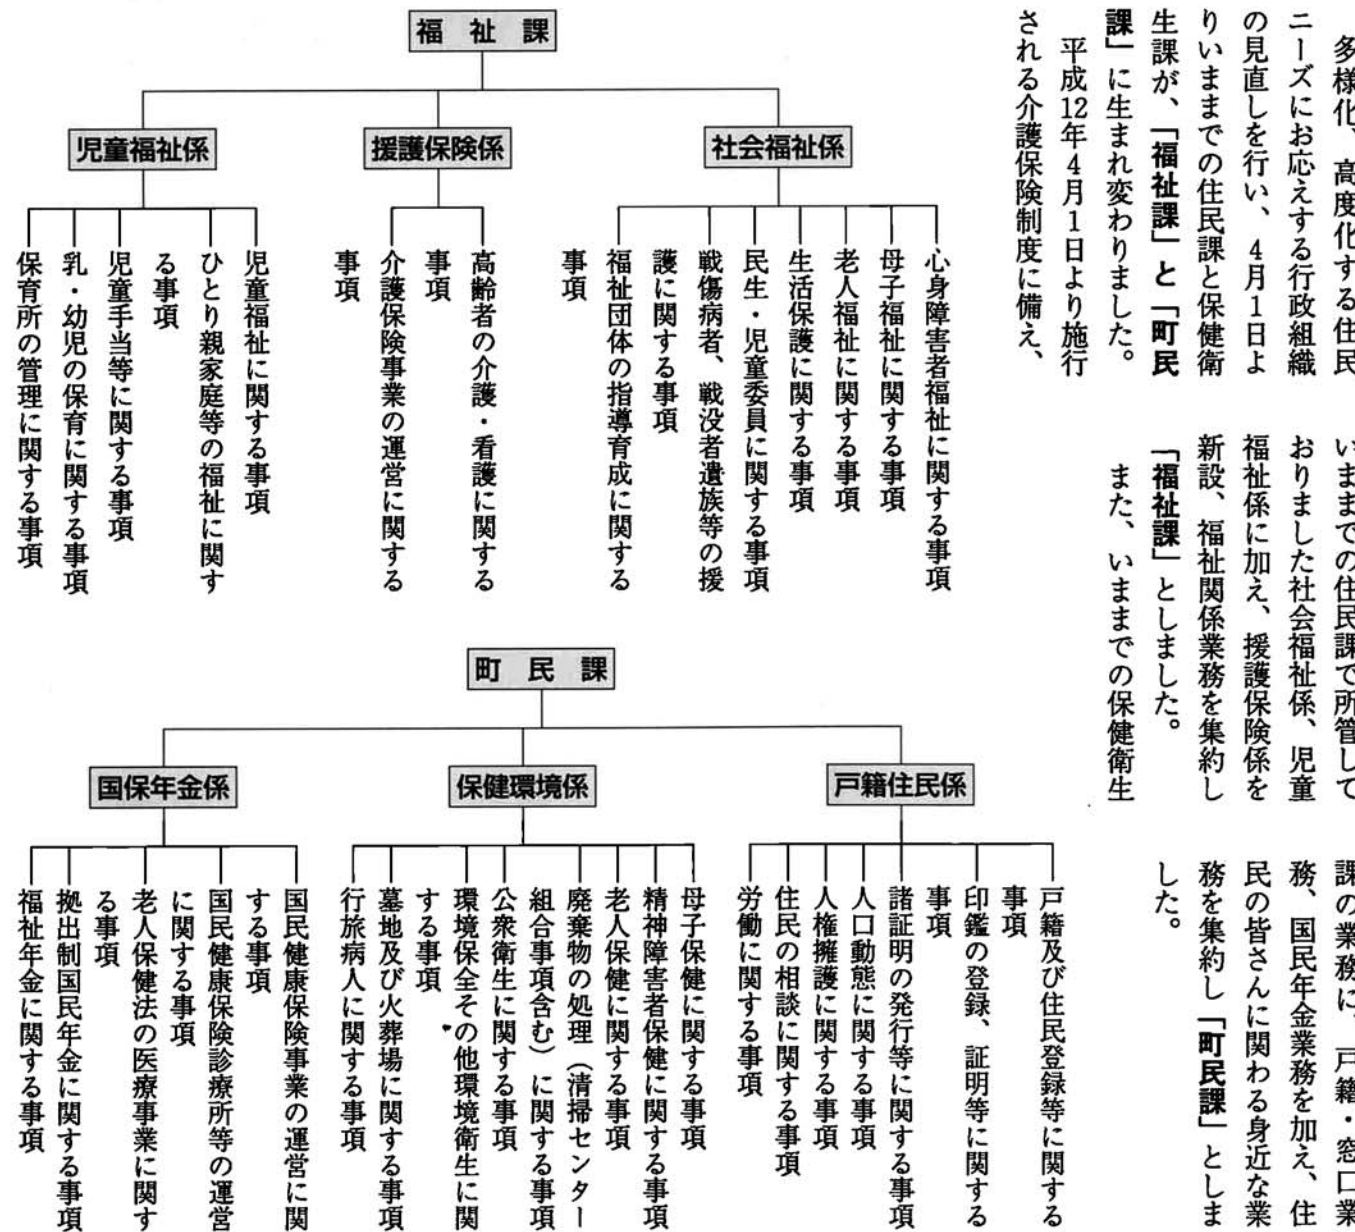 多様化、高度化する住民
ニーズにお応えする行政組織
の見直しを行い、4月1日よ
りいままでの住民課と保健衛
生課が、「福祉課」と「町民
課」に生まれ変わりました。
平成12年4月1日より施行
される介護保険制度に備え、
いままでの住民課で所管して
おりました社会福祉係、児童
福祉係に加え、援護保険係を
新設、福祉関係業務を集約し
「福祉課」としました。
また、いままでの保健衛生
課の業務に、戸籍・窓口業
務、国民年金業務を加え、住
民の皆さんに関わる身近な業
務を集約し「町民課」としま
した。
福祉課
社会福祉係
心身障害者福祉に関する事項
母子福祉に関する事項
老人福祉に関する事項
生活保護に関する事項
民生・児童委員に関する事項
戦傷病者、戦没者遺族等の援
護に関する事項
福祉団体の指導育成に関する
事項
援護保険係
高齢者の介護・看護に関する
事項
介護保険事業の運営に関する
事項
児童福祉係
児童福祉に関する事項
ひとり親家庭等の福祉に関す
る事項
児童手当等に関する事項
乳・幼児の保育に関する事項
保育所の管理に関する事項
町民課
戸籍住民係
戸籍及び住民登録等に関する
事項
印鑑の登録、証明等に関する
事項
諸証明の発行等に関する事項
人口動態に関する事項
人権擁護に関する事項
住民の相談に関する事項
労働に関する事項
保健環境係
母子保健に関する事項
精神障害者保健に関する事項
老人保健に関する事項
廃棄物の処理（清掃センター
組合事項含む）に関する事項
公衆衛生に関する事項
環境保全その他環境衛生に関
する事項
墓地及び火葬場に関する事項
行旅病人に関する事項
国保年金係
国民健康保険事業の運営に関
する事項
国民健康保険診療所等の運営
に関する事項
老人保健法の医療事業に関す
る事項
拠出制国民年金に関する事項
福祉年金に関する事項